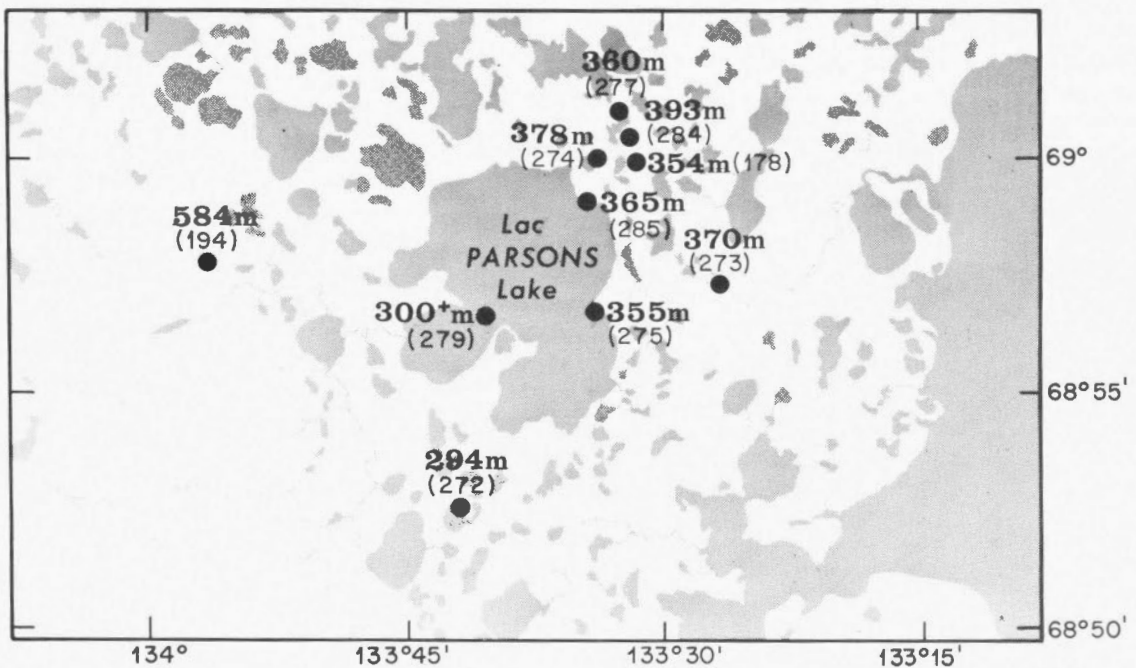 360m
(277)
393m
(284)
378m
(274)
354m (178)
69°
365m
(285)
584m
(194)
Lac
PARSONS
Lake
370m
(273)
300+m
(279)
355m
(275)
68°55'
294m
(272)
68°50'
134°
133°45'
133°30'
133°15'